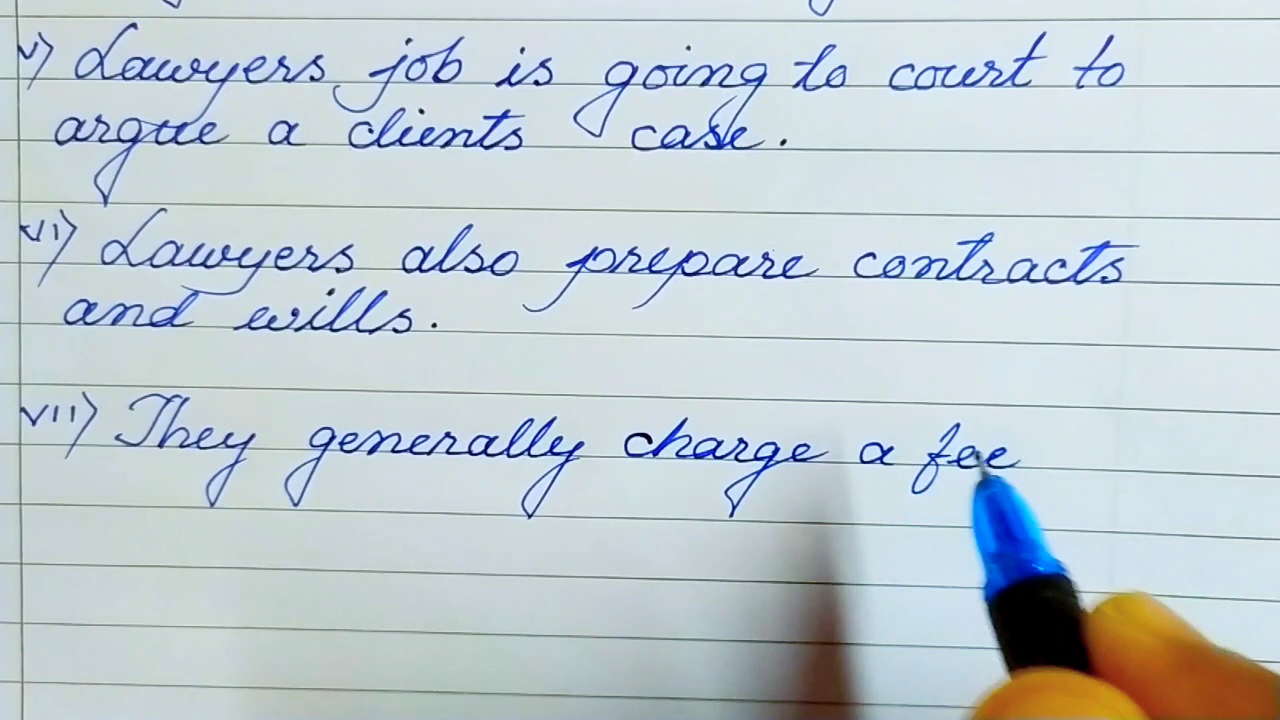 v) Lawyers job is going to court to
argue a clients case.
vi) Lawyers also prepare contracts
and wills.
vii) They generally charge a fee